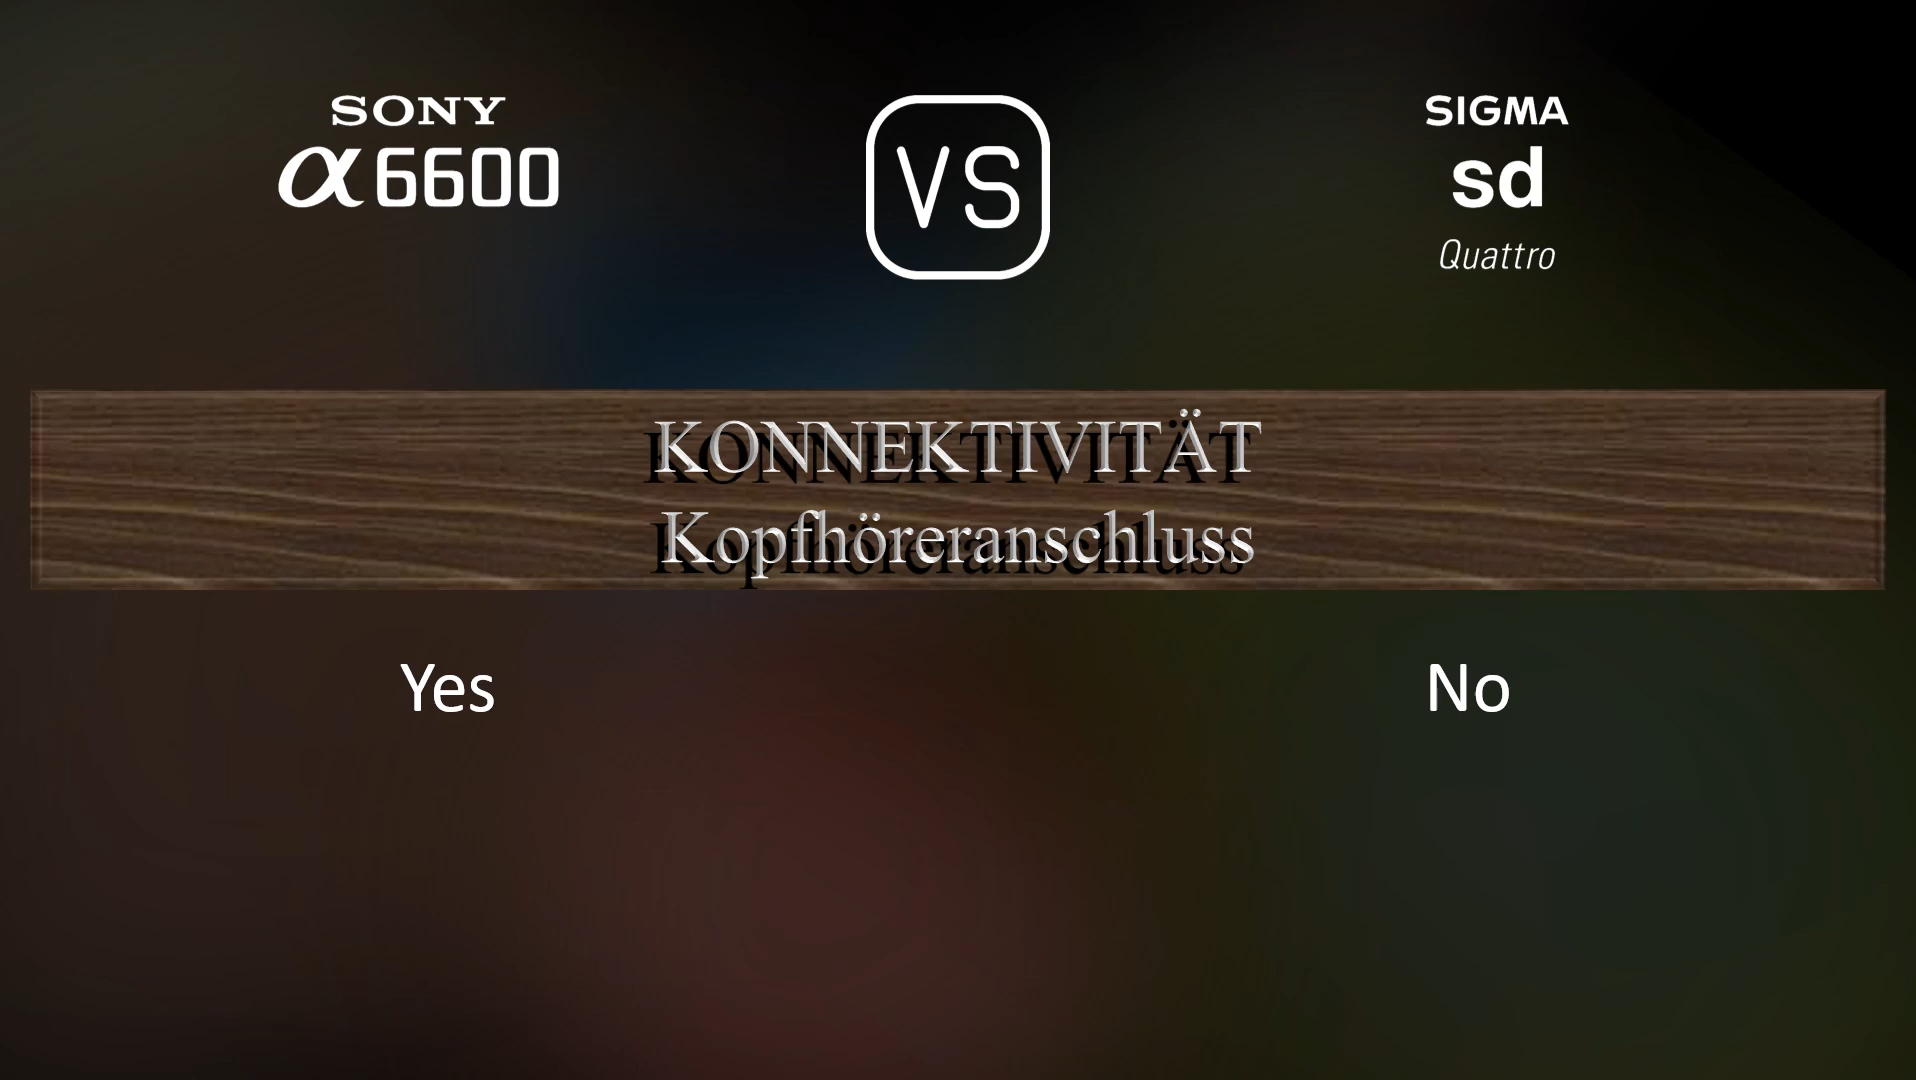 SONY
α6600
VS
SIGMA
sd
Quattro
KONNEKTIVITÄT
Kopfhöreranschluss
Yes
No